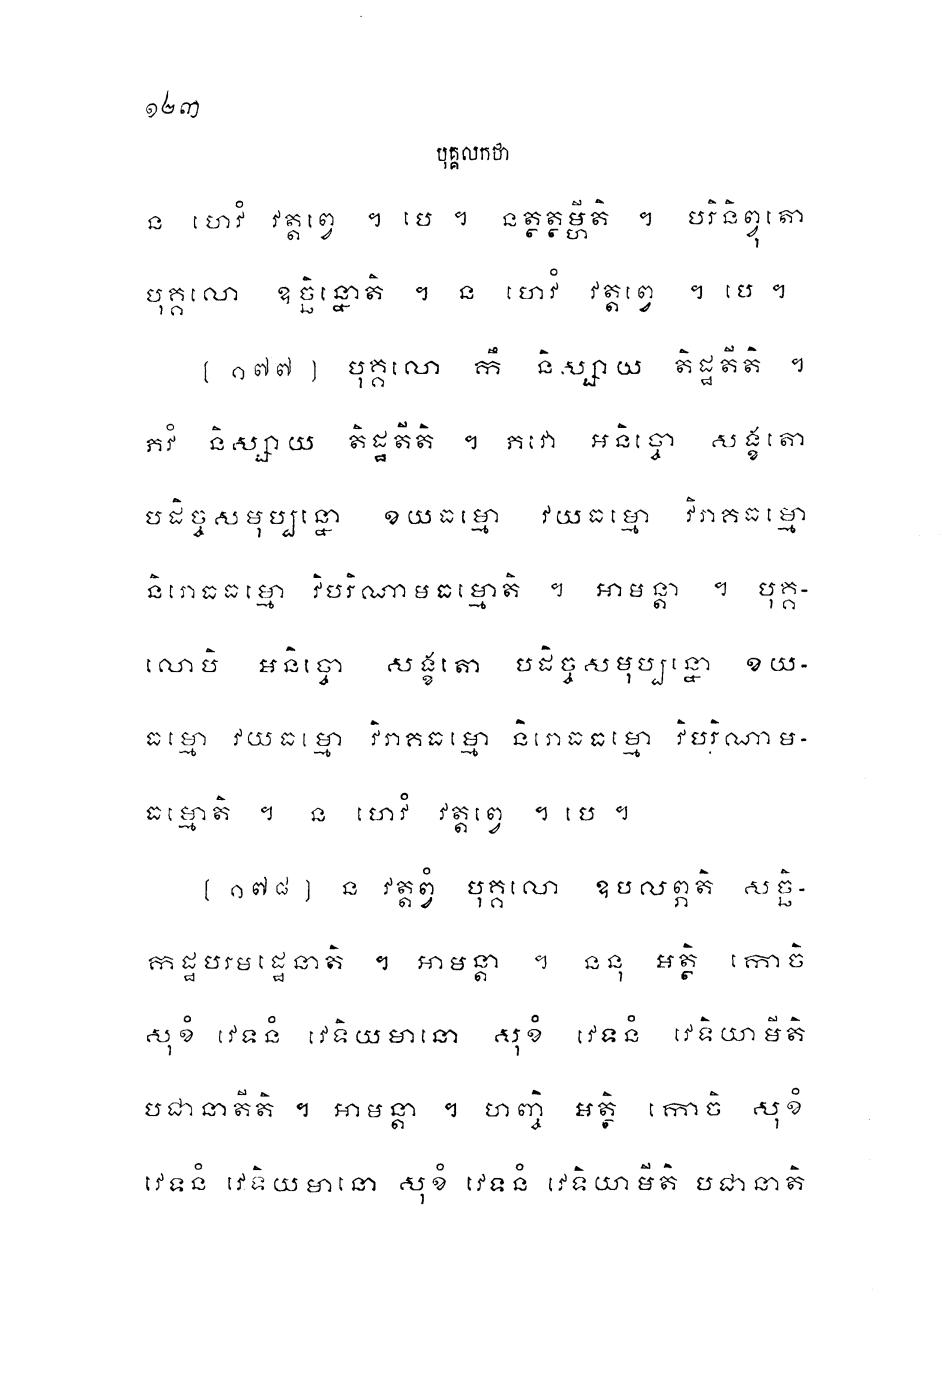 ១៤៣
បុគ្គលកថា
ន ហេវំ វត្តព្វេ ។ បេ ។ នត្ថត្តម្ហីតិ ។ បរិនិព្វុតោ
បុគ្គលោ ឧច្ឆិន្នោតិ ។ ន ហេវំ វត្តព្វេ ។ បេ ។
(១៧៧) បុគ្គលោ កឹ និស្សាយ តិដ្ឋតីតិ ។
ភវំ និស្សាយ តិដ្ឋតីតិ ។ ភវោ អនិច្ចោ សង្ខតោ
បដិច្ចសមុប្បន្នោ ខយធម្មោ វយធម្មោ វិរាគធម្មោ
និរោធធម្មោ វិបរិណាមធម្មោតិ ។ អាមន្តា ។ បុគ្គ-
លោបិ អនិច្ចោ សង្ខតោ បដិច្ចសមុប្បន្នោ ខយ-
ធម្មោ វយធម្មោ វិរាគធម្មោ និរោធធម្មោ វិបរិណាម-
ធម្មោតិ ។ ន ហេវំ វត្តព្វេ ។ បេ ។
(១៧៨) ន វត្តព្វំ បុគ្គលោ ឧបលព្ភតិ សច្ឆិ-
កដ្ឋបរមដ្ឋេនាតិ ។ អាមន្តា ។ ននុ អត្ថិ កោចិ
សុខំ វេទនំ វេទិយមានោ សុខំ វេទនំ វេទិយាមីតិ
បជានាតីតិ ។ អាមន្តា ។ ហញ្ចិ អត្ថិ កោចិ សុខំ
វេទនំ វេទិយមានោ សុខំ វេទនំ វេទិយាមីតិ បជានាតិ